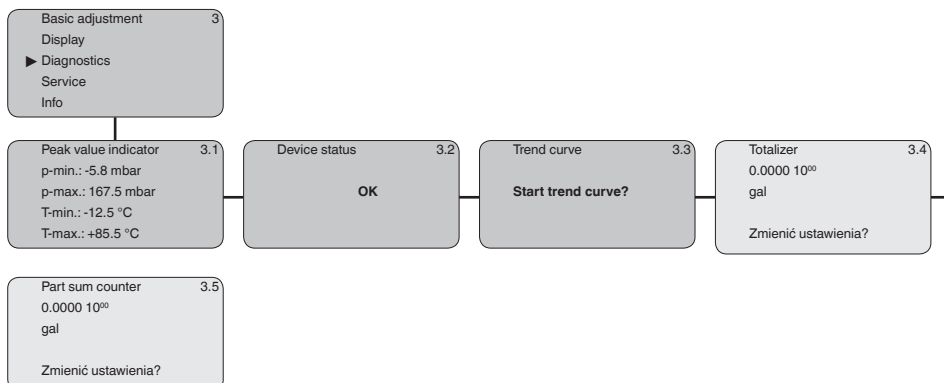 Basic adjustment 3
Display
▶ Diagnostics
Service
Info
Peak value indicator 3.1
p-min.: -5.8 mbar
p-max.: 167.5 mbar
T-min.: -12.5 °C
T-max.: +85.5 °C
Device status 3.2
OK
Trend curve 3.3
Start trend curve?
Totalizer 3.4
0.0000 10⁰⁰
gal
Zmienić ustawienia?
Part sum counter 3.5
0.0000 10⁰⁰
gal
Zmienić ustawienia?